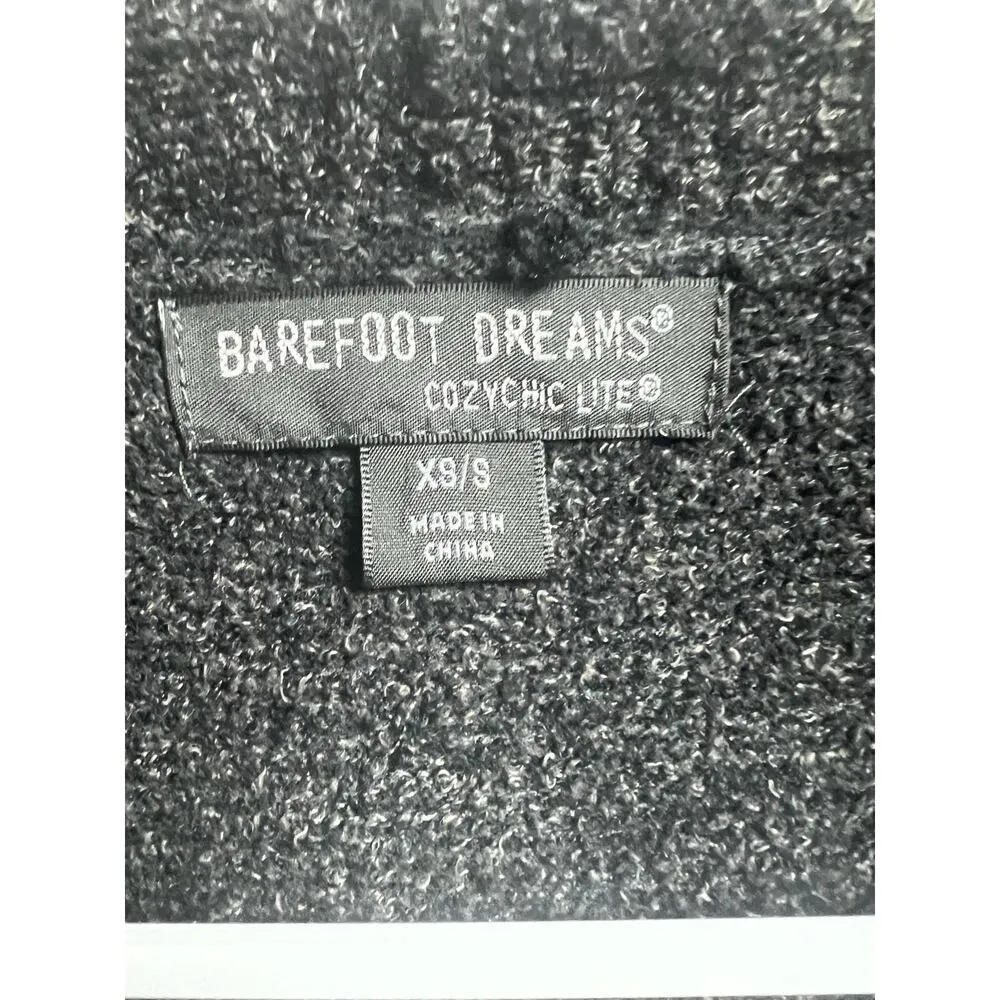 BAREFOOT DREAMS®
COZYCHIC LITE®
XS/S
MADE IN
CHINA